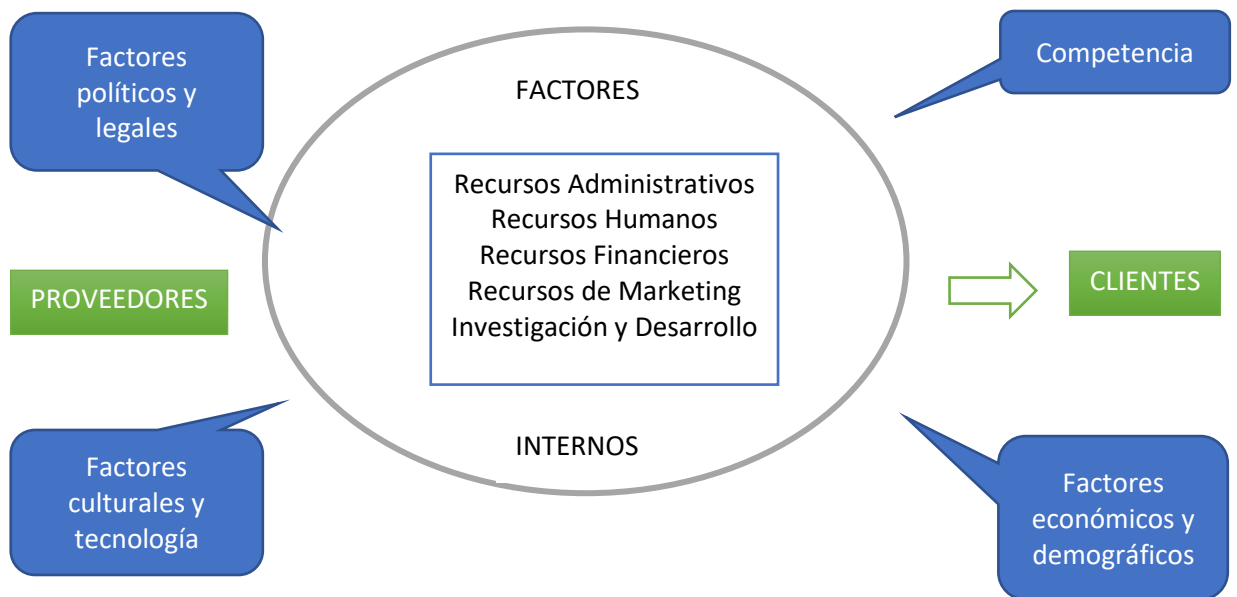 Factores
políticos y
legales
FACTORES
Competencia
Recursos Administrativos
Recursos Humanos
Recursos Financieros
Recursos de Marketing
Investigación y Desarrollo
PROVEEDORES
CLIENTES
INTERNOS
Factores
culturales y
tecnología
Factores
económicos y
demográficos